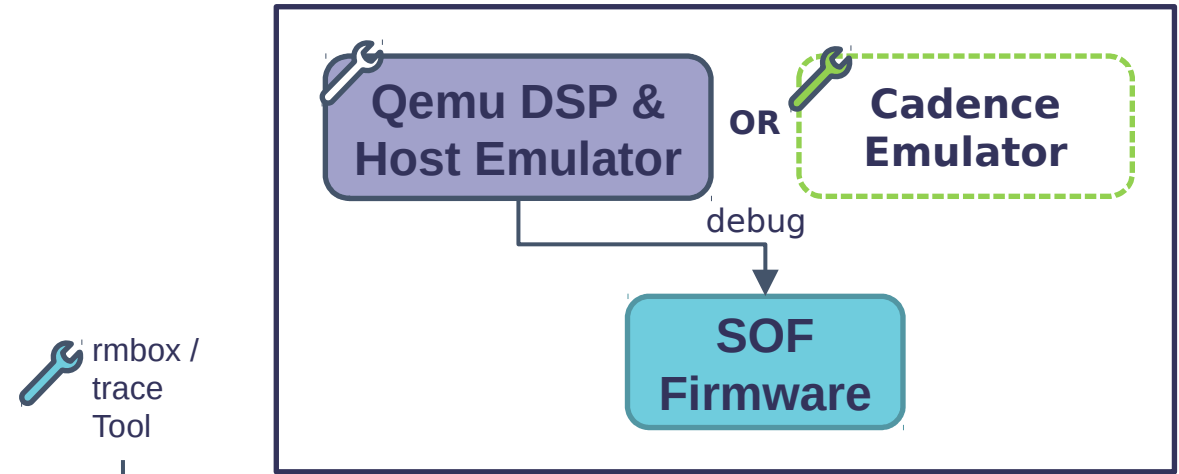 Qemu DSP &
Host Emulator
OR
Cadence
Emulator
debug
SOF
Firmware
rmbox /
trace
Tool